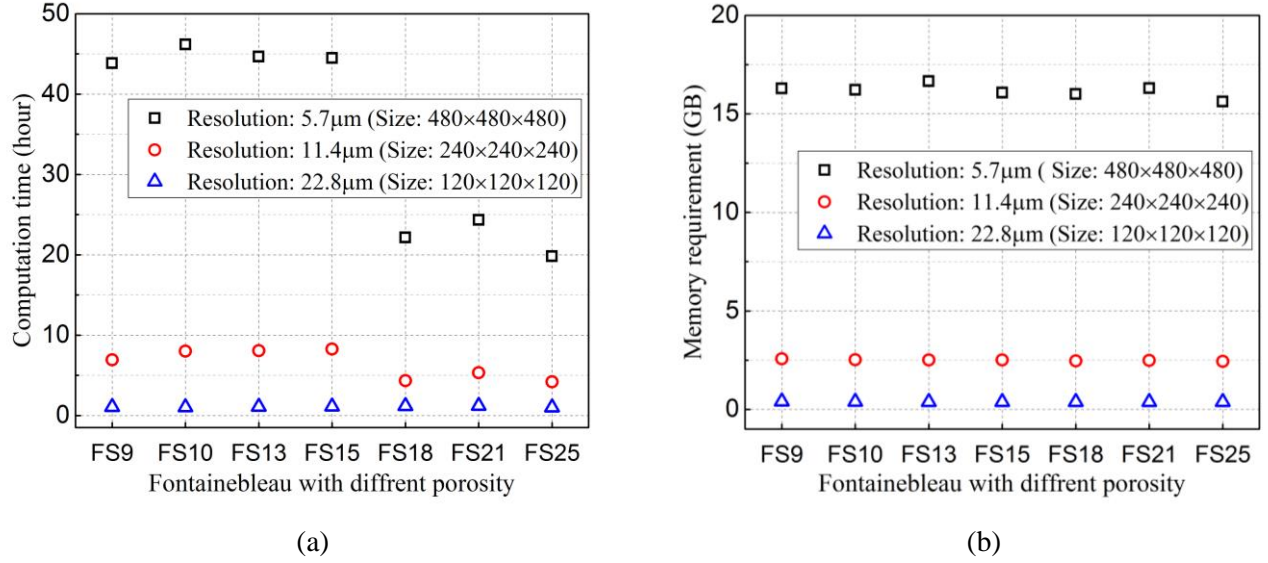 50
40
30
20
10
0
Computation time (hour)
Resolution: 5.7μm (Size: 480×480×480)
Resolution: 11.4μm (Size: 240×240×240)
Resolution: 22.8μm (Size: 120×120×120)
FS9 FS10 FS13 FS15 FS18 FS21 FS25
Fontainebleau with diffrent porosity
(a)
20
15
10
5
0
Memory requirement (GB)
Resolution: 5.7μm ( Size: 480×480×480)
Resolution: 11.4μm (Size: 240×240×240)
Resolution: 22.8μm (Size: 120×120×120)
FS9 FS10 FS13 FS15 FS18 FS21 FS25
Fontainebleau with diffrent porosity
(b)